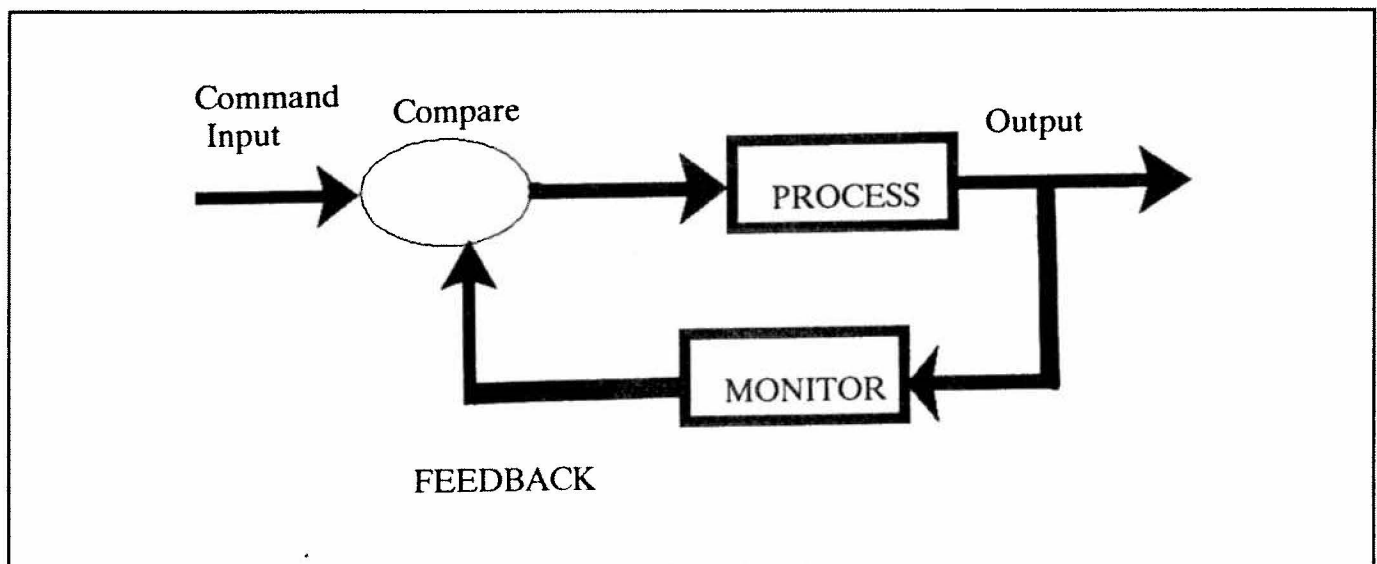 Command
Input
Compare
Output
PROCESS
MONITOR
FEEDBACK